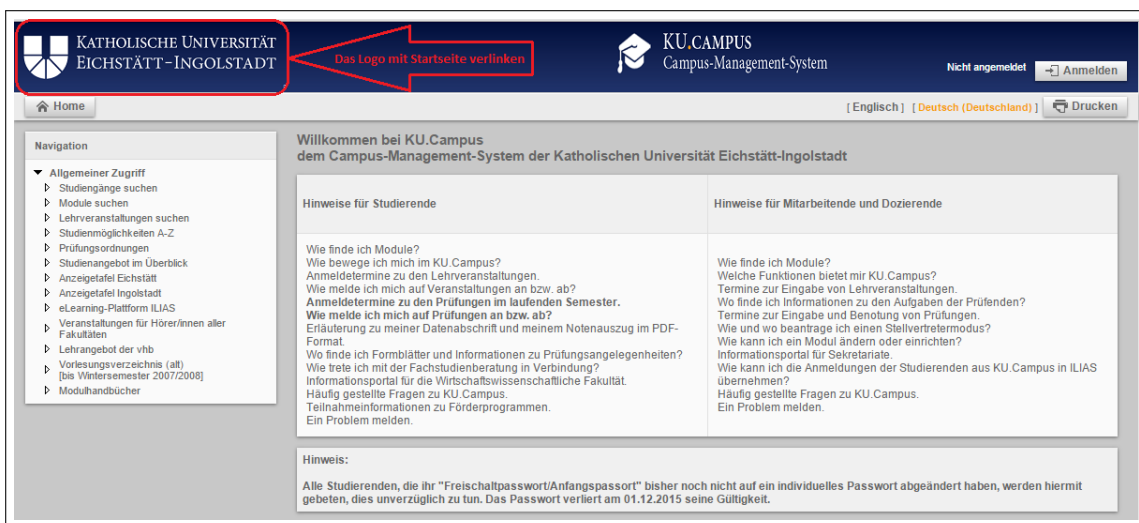 KATHOLISCHE UNIVERSITÄT
EICHSTÄTT-INGOLSTADT
Das Logo mit Startseite verlinken
KU.CAMPUS
Campus-Management-System
Nicht angemeldet
Anmelden
Home
[ Englisch ] [ Deutsch (Deutschland) ]
Drucken
Navigation
Allgemeiner Zugriff
Studiengänge suchen
Module suchen
Lehrveranstaltungen suchen
Studienmöglichkeiten A-Z
Prüfungsordnungen
Studienangebot im Überblick
Anzeigetafel Eichstätt
Anzeigetafel Ingolstadt
eLearning-Plattform ILIAS
Veranstaltungen für Hörer/innen aller
Fakultäten
Lehrangebot der vhb
Vorlesungsverzeichnis (alt)
[bis Wintersemester 2007/2008]
Modulhandbücher
Willkommen bei KU.Campus
dem Campus-Management-System der Katholischen Universität Eichstätt-Ingolstadt
Hinweise für Studierende
Wie finde ich Module?
Wie bewege ich mich im KU.Campus?
Anmeldetermine zu den Lehrveranstaltungen.
Wie melde ich mich auf Veranstaltungen an bzw. ab?
Anmeldetermine zu den Prüfungen im laufenden Semester.
Wie melde ich mich auf Prüfungen an bzw. ab?
Erläuterung zu meiner Datenabschrift und meinem Notenauszug im PDF-
Format.
Wo finde ich Formblätter und Informationen zu Prüfungsangelegenheiten?
Wie trete ich mit der Fachstudienberatung in Verbindung?
Informationsportal für die Wirtschaftswissenschaftliche Fakultät.
Häufig gestellte Fragen zu KU.Campus.
Teilnahmeinformationen zu Förderprogrammen.
Ein Problem melden.
Hinweise für Mitarbeitende und Dozierende
Wie finde ich Module?
Welche Funktionen bietet mir KU.Campus?
Termine zur Eingabe von Lehrveranstaltungen.
Wo finde ich Informationen zu den Aufgaben der Prüfenden?
Termine zur Eingabe und Benotung von Prüfungen.
Wie und wo beantrage ich einen Stellvertretermodus?
Wie kann ich ein Modul ändern oder einrichten?
Informationsportal für Sekretariate.
Wie kann ich die Anmeldungen der Studierenden aus KU.Campus in ILIAS
übernehmen?
Häufig gestellte Fragen zu KU.Campus.
Ein Problem melden.
Hinweis:
Alle Studierenden, die ihr "Freischaltpasswort/Anfangspassort" bisher noch nicht auf ein individuelles Passwort abgeändert haben, werden hiermit
gebeten, dies unverzüglich zu tun. Das Passwort verliert am 01.12.2015 seine Gültigkeit.